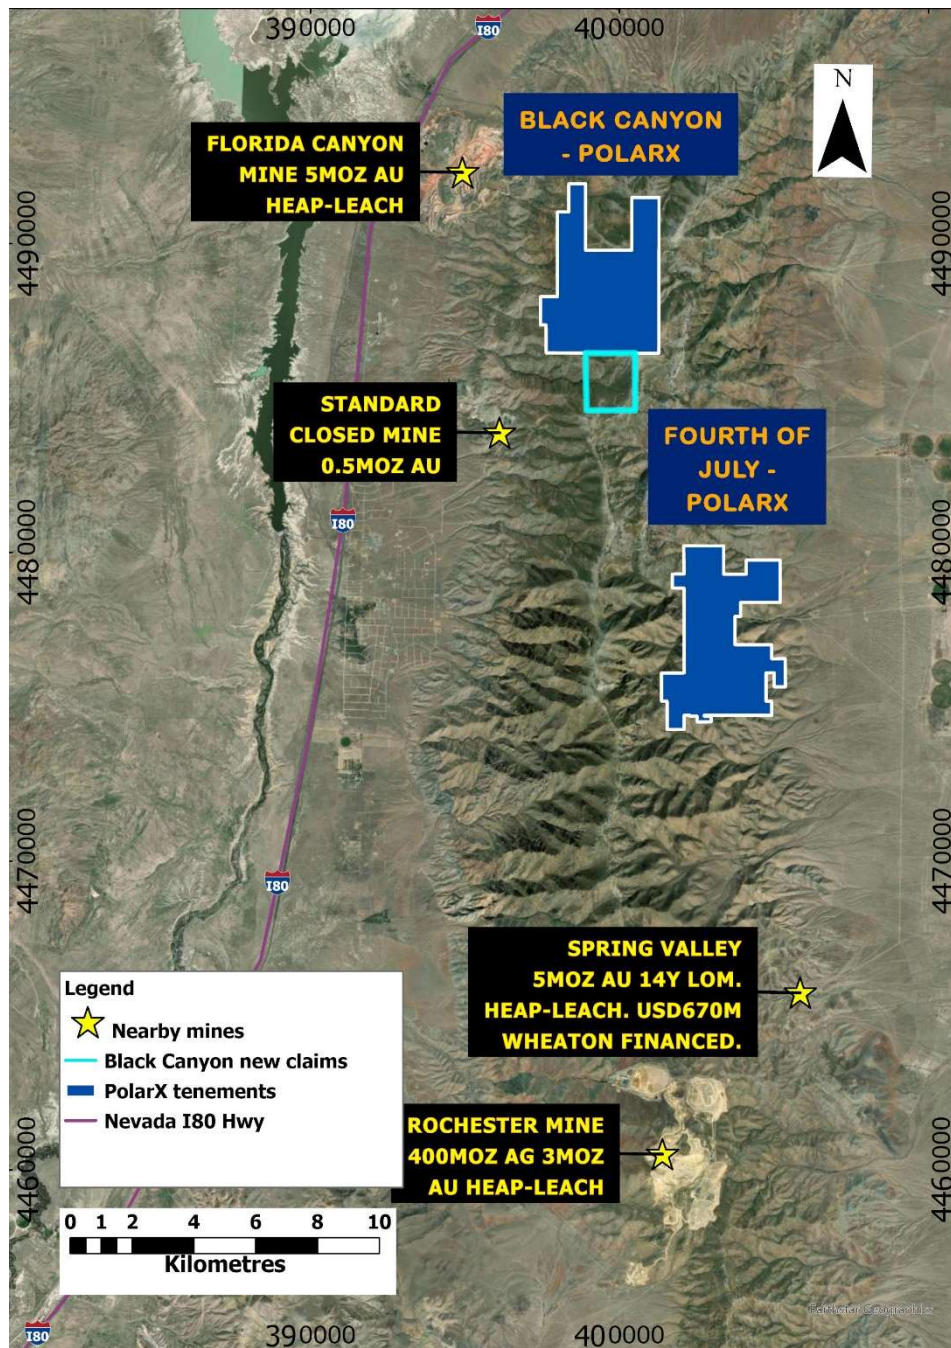 390000
400000
I80
N
BLACK CANYON
- POLARX
FLORIDA CANYON
MINE 5MOZ AU
HEAP-LEACH
4490000
4490000
STANDARD
CLOSED MINE
0.5MOZ AU
FOURTH OF
JULY -
POLARX
I80
4480000
4480000
4470000
4470000
I80
SPRING VALLEY
5MOZ AU 14Y LOM.
HEAP-LEACH. USD670M
WHEATON FINANCED.
Legend
Nearby mines
Black Canyon new claims
PolarX tenements
Nevada I80 Hwy
ROCHESTER MINE
400MOZ AG 3MOZ
AU HEAP-LEACH
4460000
4460000
0 1 2 4 6 8 10
Kilometres
Earthstar Geographics
I80
390000
400000